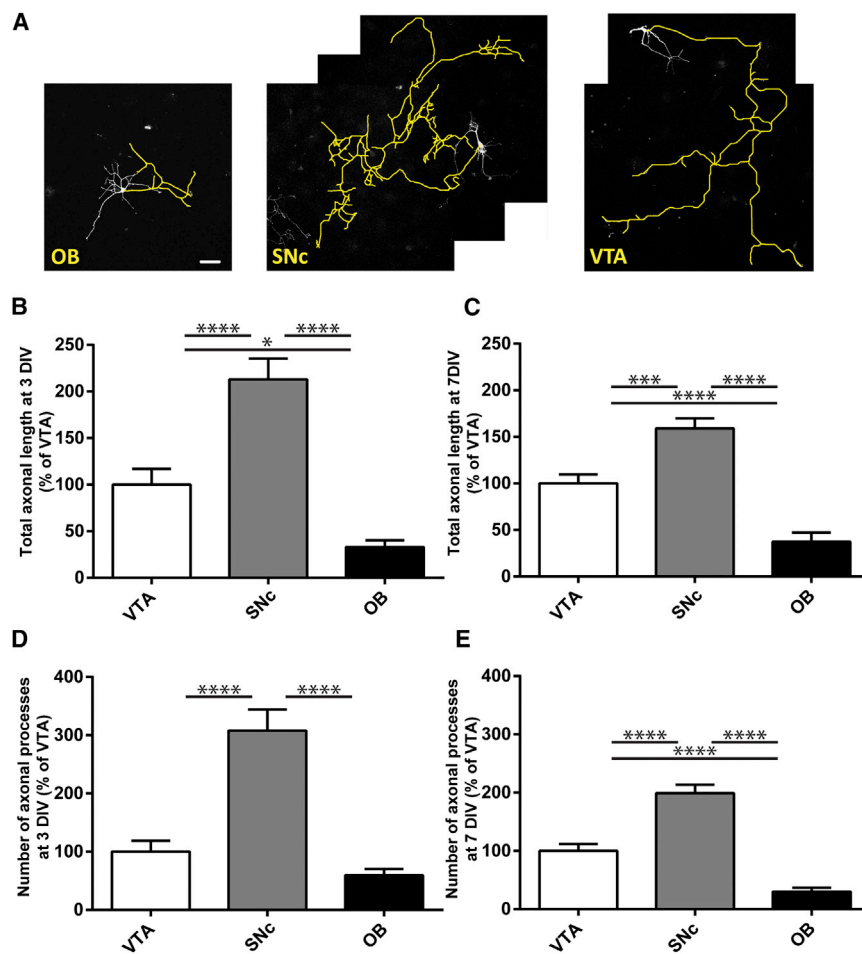 A
OB
SNc
VTA
B
Total axonal length at 3 DIV
(% of VTA)
250
200
150
100
50
0
****
****
*
VTA
SNc
OB
C
Total axonal length at 7DIV
(% of VTA)
250
200
150
100
50
0
***
****
****
VTA
SNc
OB
D
Number of axonal processes
at 3 DIV (% of VTA)
400
300
200
100
0
****
****
VTA
SNc
OB
E
Number of axonal processes
at 7 DIV (% of VTA)
400
300
200
100
0
****
****
****
VTA
SNc
OB